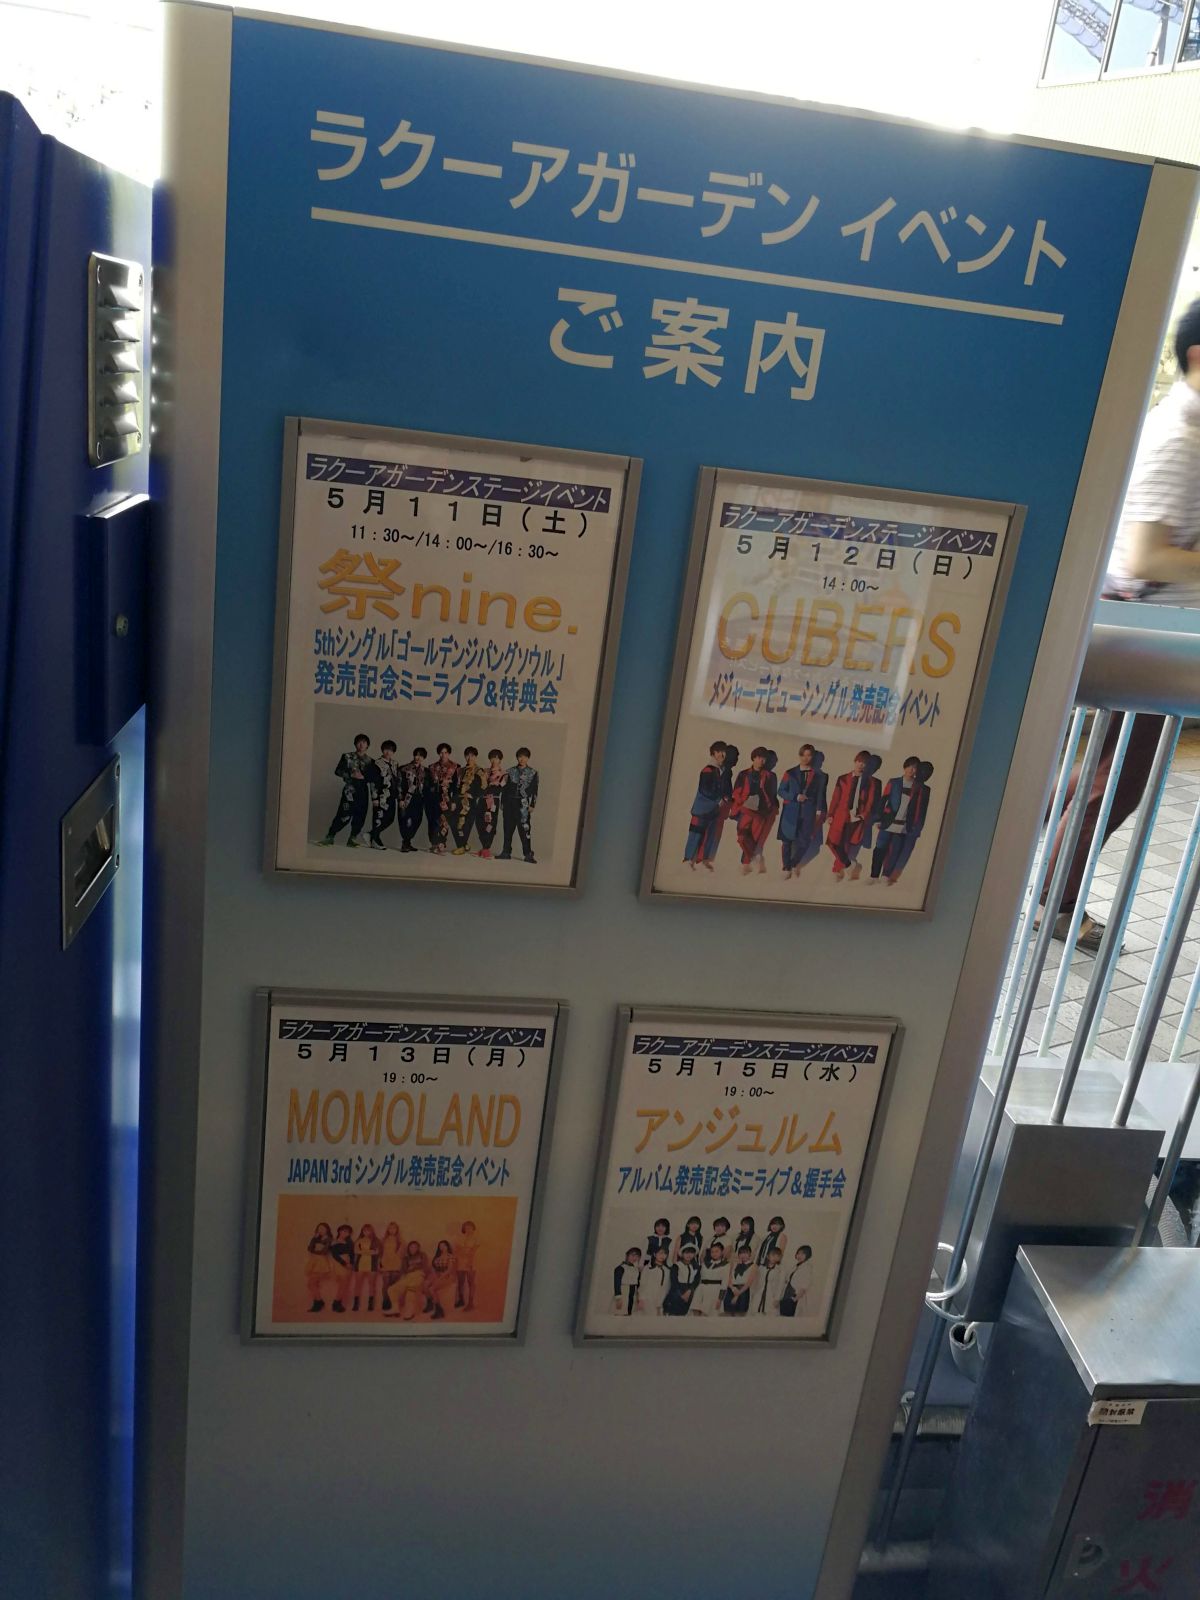 ラクーアガーデン イベント
ご案内
ラクーアガーデンステージイベント
5月11日(土)
11:30～/14:00～/16:30～
祭nine.
5thシングル「ゴールデンジパングソウル」
発売記念ミニライブ&特典会
ラクーアガーデンステージイベント
5月12日(日)
14:00～
CUBERS
メジャーデビューシングル発売記念イベント
ラクーアガーデンステージイベント
5月13日(月)
19:00～
MOMOLAND
JAPAN 3rdシングル発売記念イベント
ラクーアガーデンステージイベント
5月15日(水)
19:00～
アンジュルム
アルバム発売記念ミニライブ&握手会
消
火